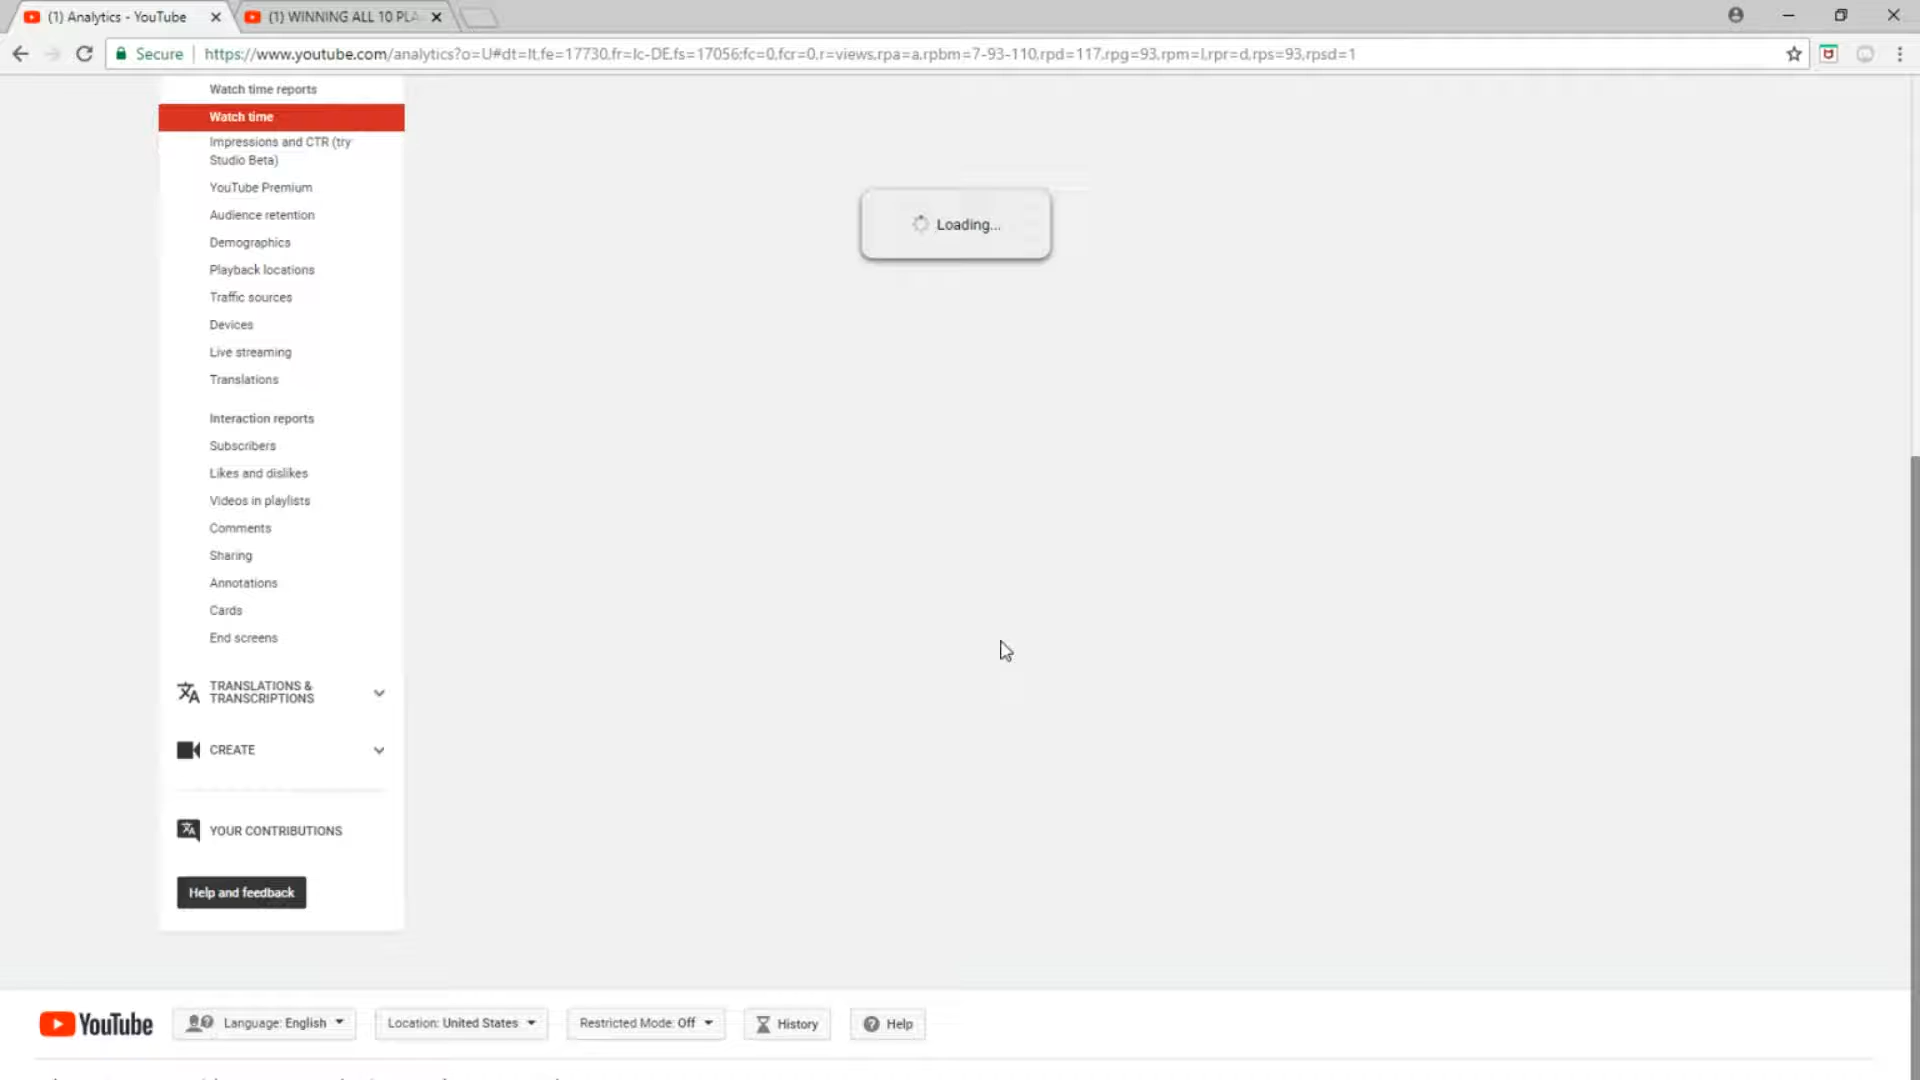 (1) Analytics - YouTube
(1) WINNING ALL 10 PLA
Secure
https://www.youtube.com/analytics?o=U#dt=lt,fe=17730,fr=lc-DE,fs=17056;fc=0,fcr=0,r=views,rpa=a,rpbm=7-93-110,rpd=117,rpg=93,rpm=l,rpr=d,rps=93,rpsd=1
Watch time reports
Watch time
Impressions and CTR (try
Studio Beta)
YouTube Premium
Audience retention
Demographics
Playback locations
Traffic sources
Devices
Live streaming
Translations
Interaction reports
Subscribers
Likes and dislikes
Videos in playlists
Comments
Sharing
Annotations
Cards
End screens
TRANSLATIONS &
TRANSCRIPTIONS
CREATE
YOUR CONTRIBUTIONS
Help and feedback
Loading...
YouTube
Language: English
Location: United States
Restricted Mode: Off
History
Help